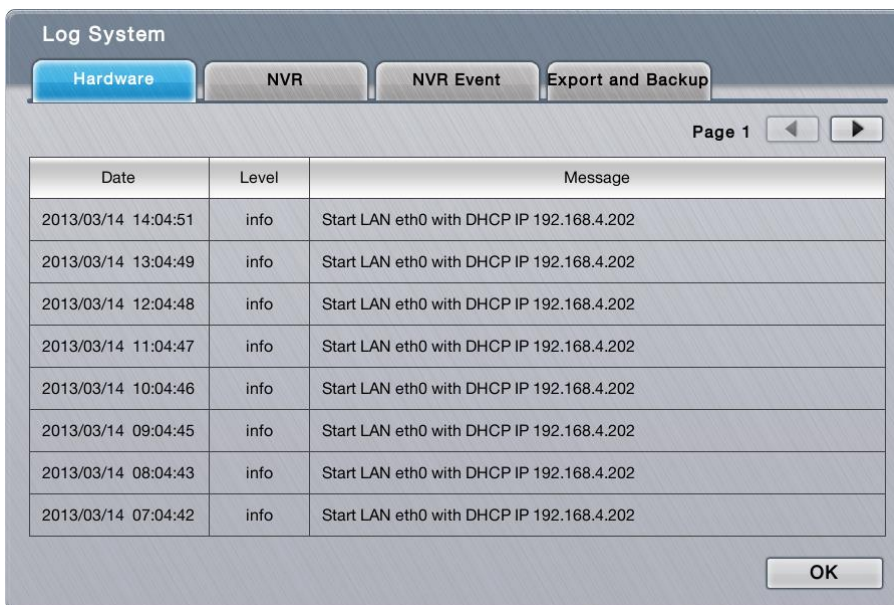 Log System
Hardware NVR NVR Event Export and Backup
Page 1
Date Level Message
2013/03/14 14:04:51 info Start LAN eth0 with DHCP IP 192.168.4.202
2013/03/14 13:04:49 info Start LAN eth0 with DHCP IP 192.168.4.202
2013/03/14 12:04:48 info Start LAN eth0 with DHCP IP 192.168.4.202
2013/03/14 11:04:47 info Start LAN eth0 with DHCP IP 192.168.4.202
2013/03/14 10:04:46 info Start LAN eth0 with DHCP IP 192.168.4.202
2013/03/14 09:04:45 info Start LAN eth0 with DHCP IP 192.168.4.202
2013/03/14 08:04:43 info Start LAN eth0 with DHCP IP 192.168.4.202
2013/03/14 07:04:42 info Start LAN eth0 with DHCP IP 192.168.4.202
OK